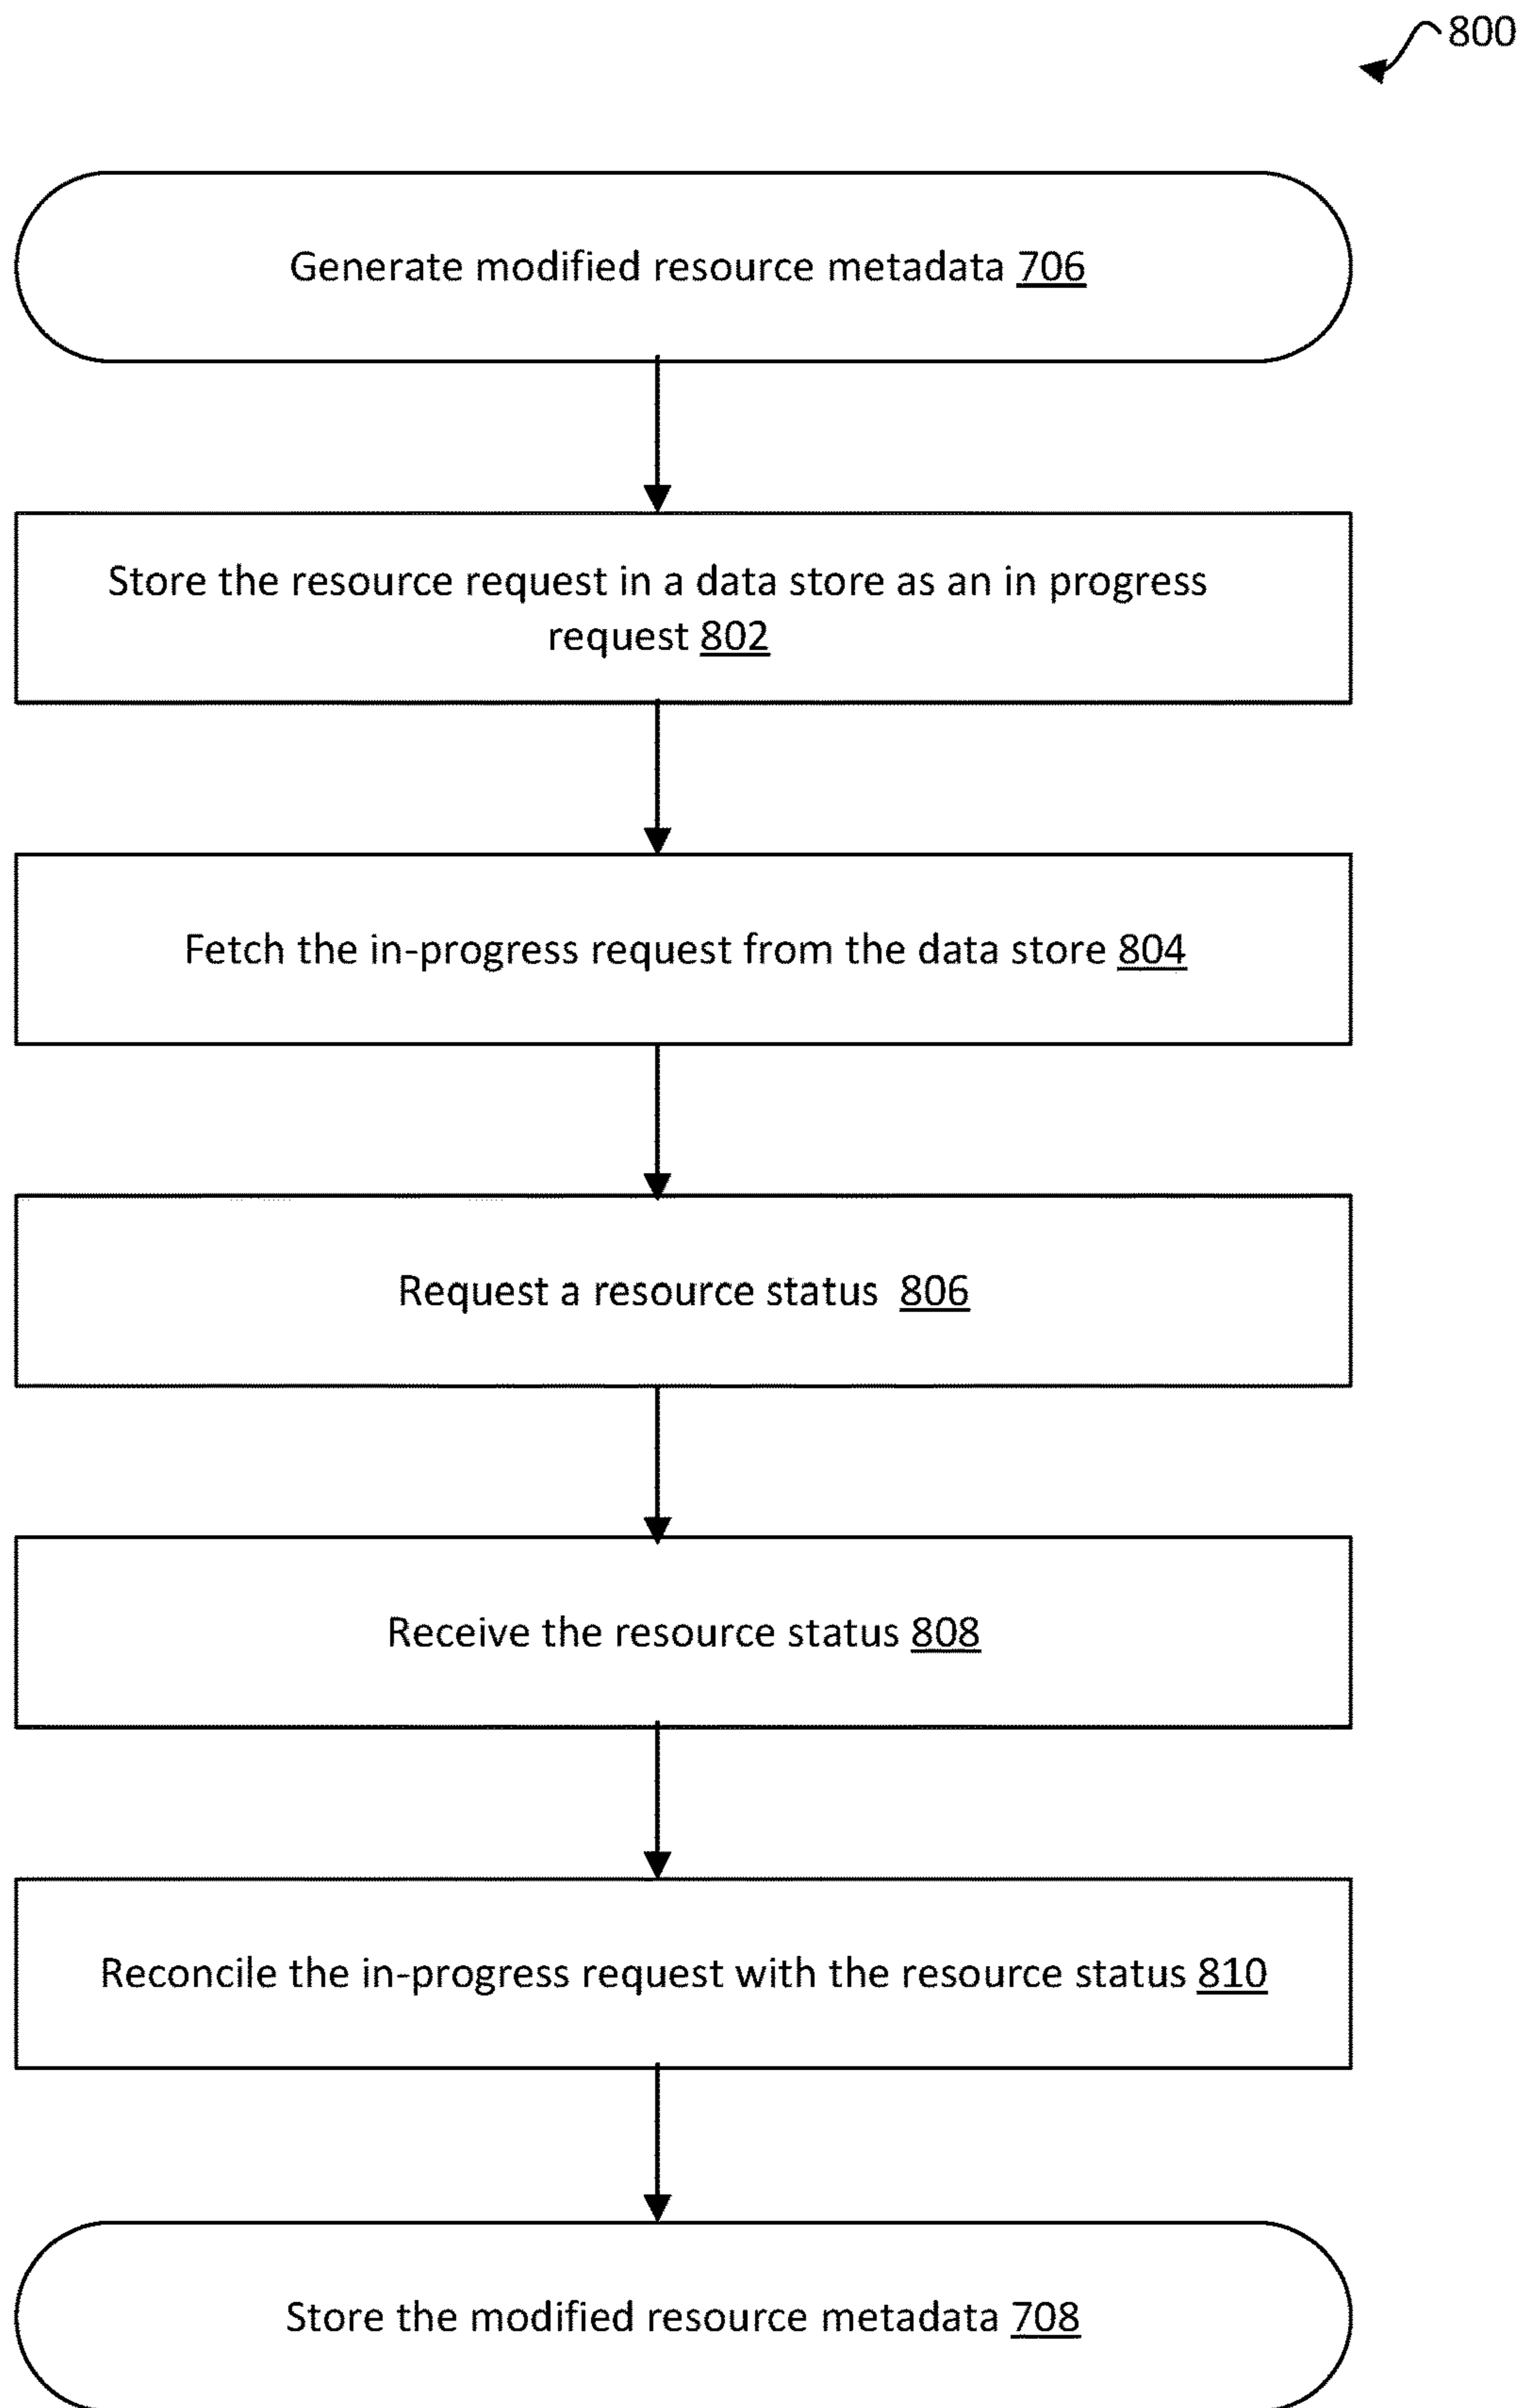 800
Generate modified resource metadata 706
Store the resource request in a data store as an in progress
request 802
Fetch the in-progress request from the data store 804
Request a resource status 806
Receive the resource status 808
Reconcile the in-progress request with the resource status 810
Store the modified resource metadata 708